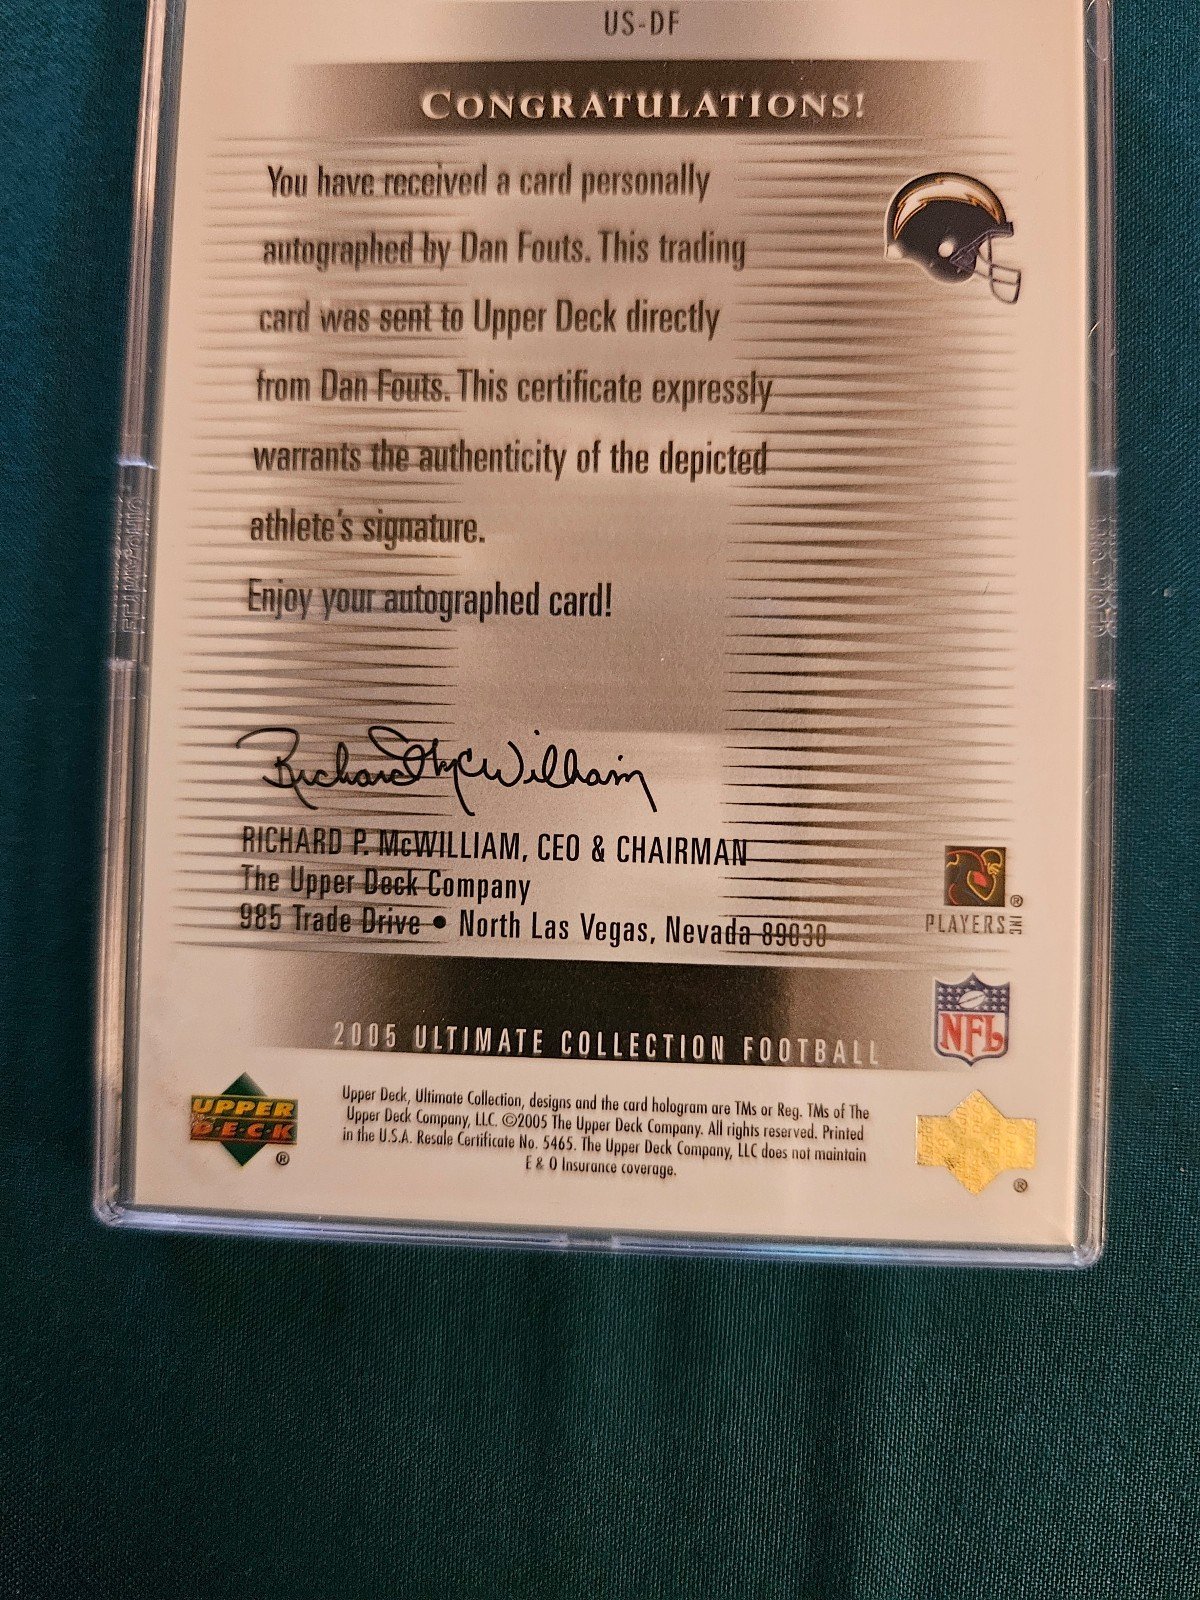 US-DF
CONGRATULATIONS!
You have received a card personally
autographed by Dan Fouts. This trading
card was sent to Upper Deck directly
from Dan Fouts. This certificate expressly
warrants the authenticity of the depicted
athlete's signature.
Enjoy your autographed card!
Richard McWilliam
RICHARD P. McWILLIAM, CEO & CHAIRMAN
The Upper Deck Company
985 Trade Drive • North Las Vegas, Nevada 89030
PLAYERS INC ®
NFL
2005 ULTIMATE COLLECTION FOOTBALL
UPPER
DECK
®
Upper Deck, Ultimate Collection, designs and the card hologram are TMs or Reg. TMs of The
Upper Deck Company, LLC. ©2005 The Upper Deck Company. All rights reserved. Printed
in the U.S.A. Resale Certificate No. 5465. The Upper Deck Company, LLC does not maintain
E & O Insurance coverage.
®